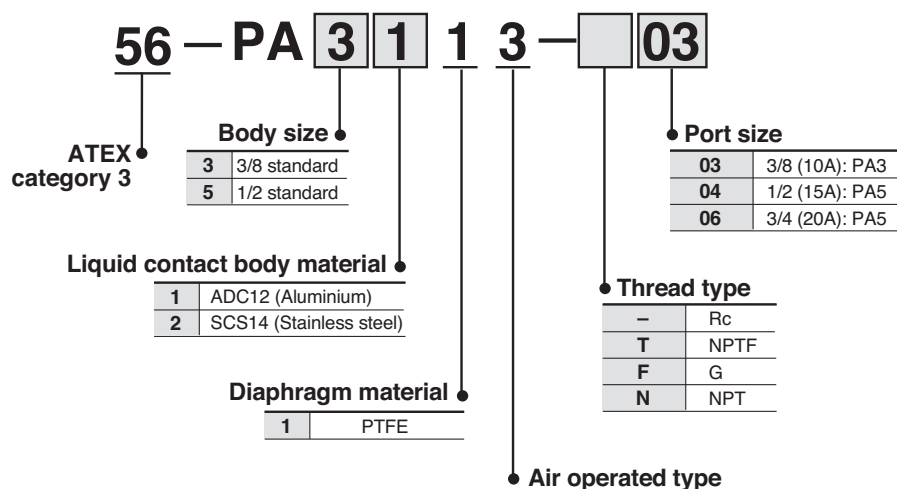 56 — PA 3 1 1 3 — 03
ATEX
category 3
Body size
3 3/8 standard
5 1/2 standard
Port size
03 3/8 (10A): PA3
04 1/2 (15A): PA5
06 3/4 (20A): PA5
Liquid contact body material
1 ADC12 (Aluminium)
2 SCS14 (Stainless steel)
Thread type
– Rc
T NPTF
F G
N NPT
Diaphragm material
1 PTFE
Air operated type